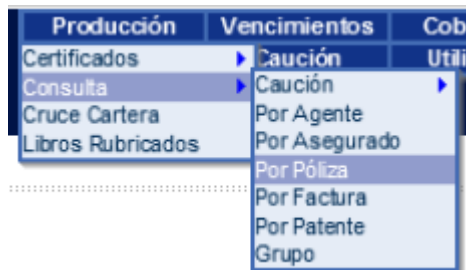 Producción Vencimientos Cob
Certificados Caución Utili
Consulta Caución
Cruce Cartera Por Agente
Libros Rubricados Por Asegurado
Por Póliza
Por Factura
Por Patente
Grupo